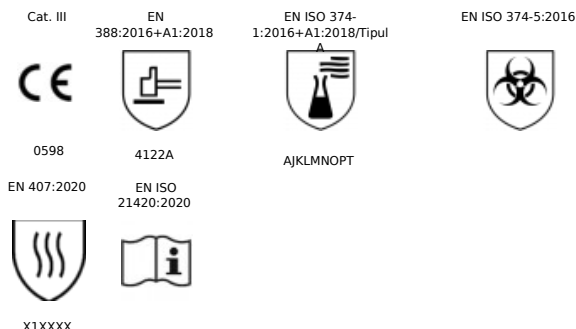 Cat. III
EN
388:2016+A1:2018
EN ISO 374-
1:2016+A1:2018/Tipul
A
EN ISO 374-5:2016
CE
0598
4122A
AJKLMNOPT
EN 407:2020
EN ISO
21420:2020
i
X1XXXX